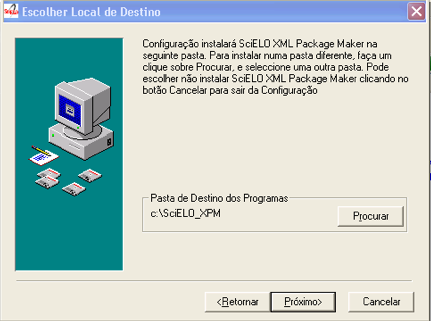 Escolher Local de Destino
Configuração instalará SciELO XML Package Maker na
seguinte pasta. Para instalar numa pasta diferente, faça um
clique sobre Procurar, e seleccione uma outra pasta. Pode
escolher não instalar SciELO XML Package Maker clicando no
botão Cancelar para sair da Configuração
Pasta de Destino dos Programas
c:\SciELO_XPM
Procurar
<Retornar
Próximo>
Cancelar